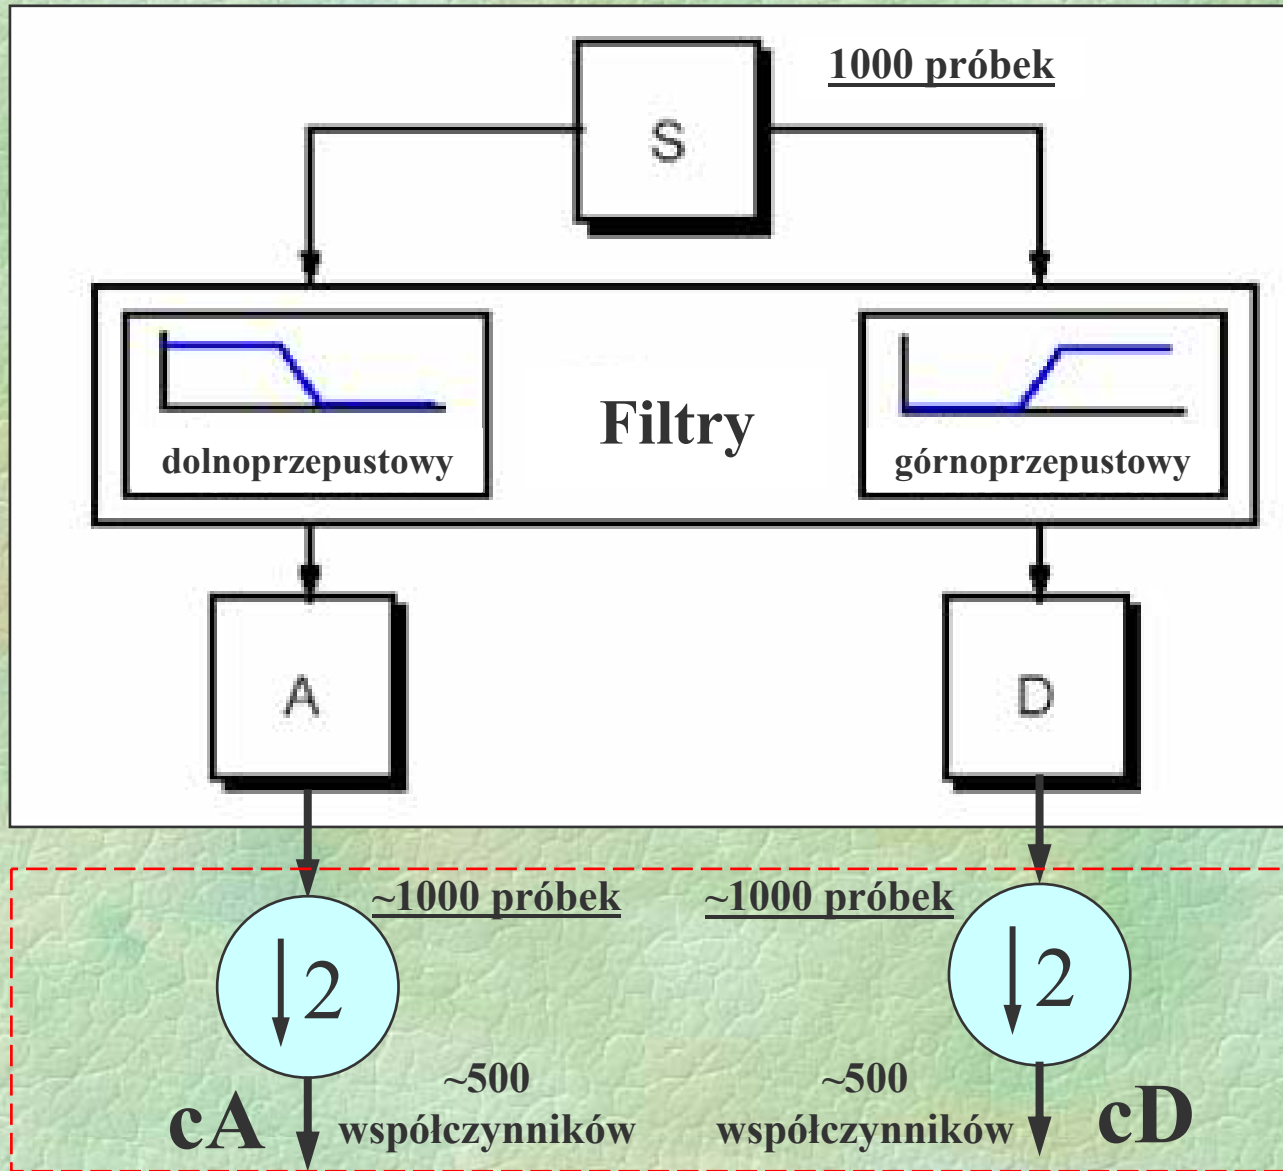 1000 próbek
S
Filtry
dolnoprzepustowy
górnoprzepustowy
A
D
~1000 próbek
~1000 próbek
↓2
↓2
~500
współczynników
~500
współczynników
cA
cD